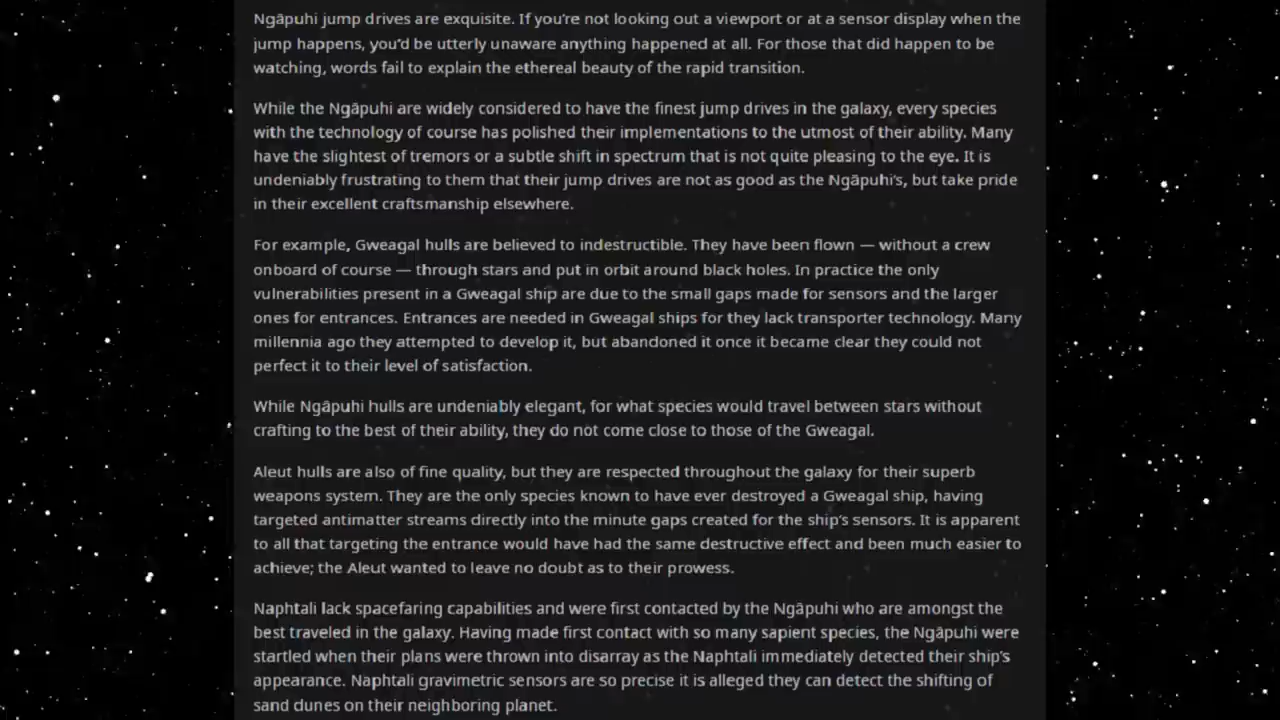 Ngāpuhi jump drives are exquisite. If you're not looking out a viewport or at a sensor display when the
jump happens, you'd be utterly unaware anything happened at all. For those that did happen to be
watching, words fail to explain the ethereal beauty of the rapid transition.
While the Ngāpuhi are widely considered to have the finest jump drives in the galaxy, every species
with the technology of course has polished their implementations to the utmost of their ability. Many
have the slightest of tremors or a subtle shift in spectrum that is not quite pleasing to the eye. It is
undeniably frustrating to them that their jump drives are not as good as the Ngāpuhi's, but take pride
in their excellent craftsmanship elsewhere.
For example, Gweagal hulls are believed to indestructible. They have been flown — without a crew
onboard of course — through stars and put in orbit around black holes. In practice the only
vulnerabilities present in a Gweagal ship are due to the small gaps made for sensors and the larger
ones for entrances. Entrances are needed in Gweagal ships for they lack transporter technology. Many
millennia ago they attempted to develop it, but abandoned it once it became clear they could not
perfect it to their level of satisfaction.
While Ngāpuhi hulls are undeniably elegant, for what species would travel between stars without
crafting to the best of their ability, they do not come close to those of the Gweagal.
Aleut hulls are also of fine quality, but they are respected throughout the galaxy for their superb
weapons system. They are the only species known to have ever destroyed a Gweagal ship, having
targeted antimatter streams directly into the minute gaps created for the ship's sensors. It is apparent
to all that targeting the entrance would have had the same destructive effect and been much easier to
achieve; the Aleut wanted to leave no doubt as to their prowess.
Naphtali lack spacefaring capabilities and were first contacted by the Ngāpuhi who are amongst the
best traveled in the galaxy. Having made first contact with so many sapient species, the Ngāpuhi were
startled when their plans were thrown into disarray as the Naphtali immediately detected their ship's
appearance. Naphtali gravimetric sensors are so precise it is alleged they can detect the shifting of
sand dunes on their neighboring planet.